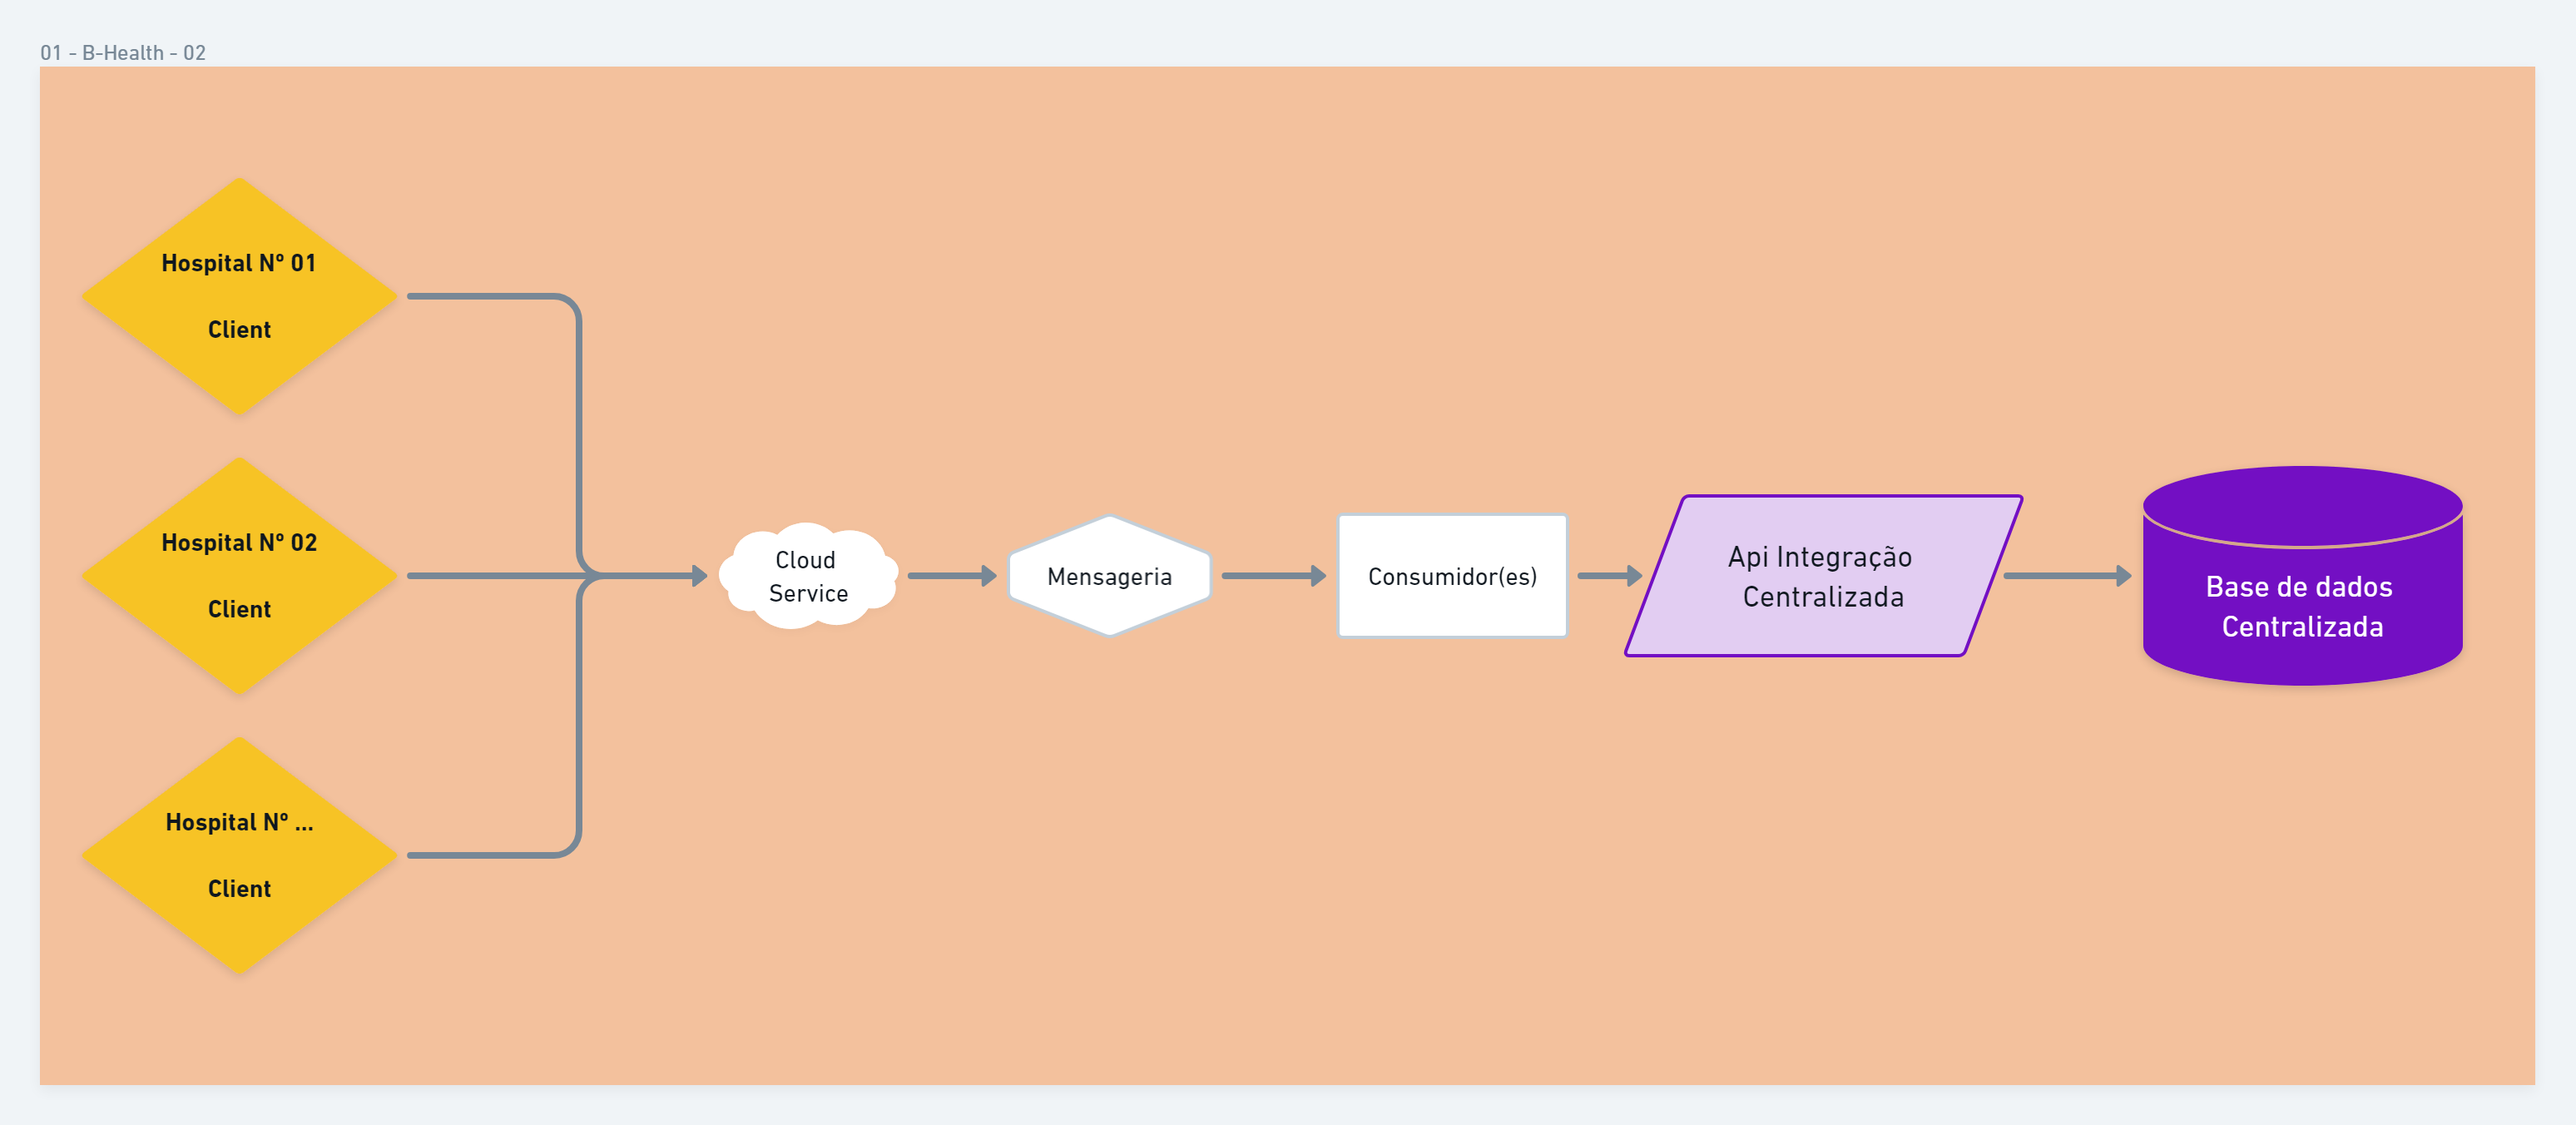 01 - B-Health - 02
Hospital Nº 01
Client
Hospital Nº 02
Client
Hospital Nº ...
Client
Cloud
Service
Mensageria
Consumidor(es)
Api Integração
Centralizada
Base de dados
Centralizada